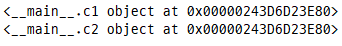 <__main__.c1 object at 0x00000243D6D23E80>
<__main__.c2 object at 0x00000243D6D23E80>